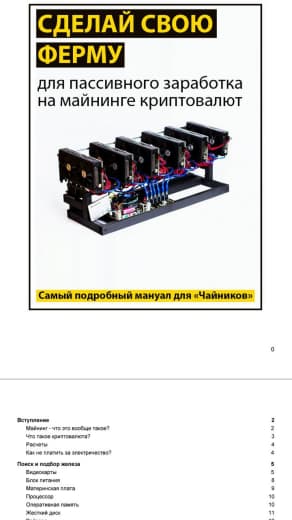 СДЕЛАЙ СВОЮ
ФЕРМУ
для пассивного заработка
на майнинге криптовалют
Самый подробный мануал для «Чайников»
0
Вступление 2
Майнинг - что это вообще такое? 2
Что такое криптовалюта? 3
Расчеты 4
Как не платить за электричество? 4
Поиск и подбор железа 5
Видеокарты 5
Блок питания 8
Материнская плата 9
Процессор 10
Оперативная память 10
Жесткий диск 11